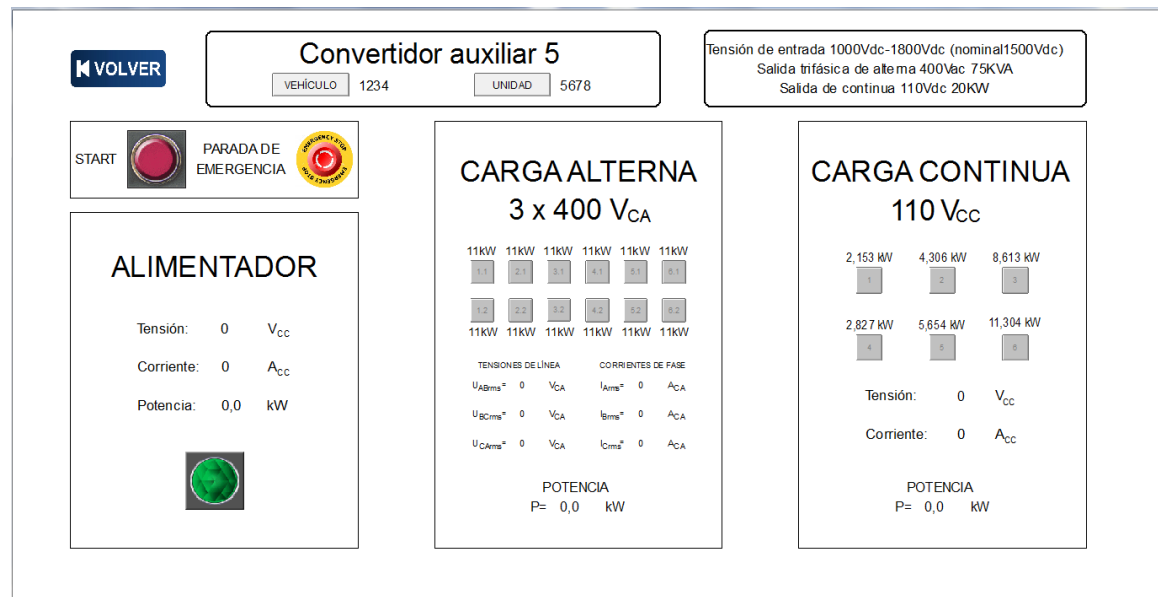 VOLVER
Convertidor auxiliar 5
VEHÍCULO 1234 UNIDAD 5678
Tensión de entrada 1000Vdc-1800Vdc (nominal1500Vdc)
Salida trifásica de alterna 400Vac 75KVA
Salida de continua 110Vdc 20KW
START
PARADA DE
EMERGENCIA
EMERGENCY STOP
EMERGENCY STOP
ALIMENTADOR
Tensión: 0 VCC
Corriente: 0 ACC
Potencia: 0,0 kW
CARGA ALTERNA
3 x 400 VCA
11kW 11kW 11kW 11kW 11kW 11kW
1.1 2.1 3.1 4.1 5.1 6.1
1.2 2.2 3.2 4.2 5.2 6.2
11kW 11kW 11kW 11kW 11kW 11kW
TENSIONES DE LÍNEA CORRIENTES DE FASE
UABrms= 0 VCA IArms= 0 ACA
UBCrms= 0 VCA IBrms= 0 ACA
UCArms= 0 VCA ICrms= 0 ACA
POTENCIA
P= 0,0 kW
CARGA CONTINUA
110 VCC
2,153 kW 4,306 kW 8,613 kW
1 2 3
2,827 kW 5,654 kW 11,304 kW
4 5 6
Tensión: 0 VCC
Corriente: 0 ACC
POTENCIA
P= 0,0 kW